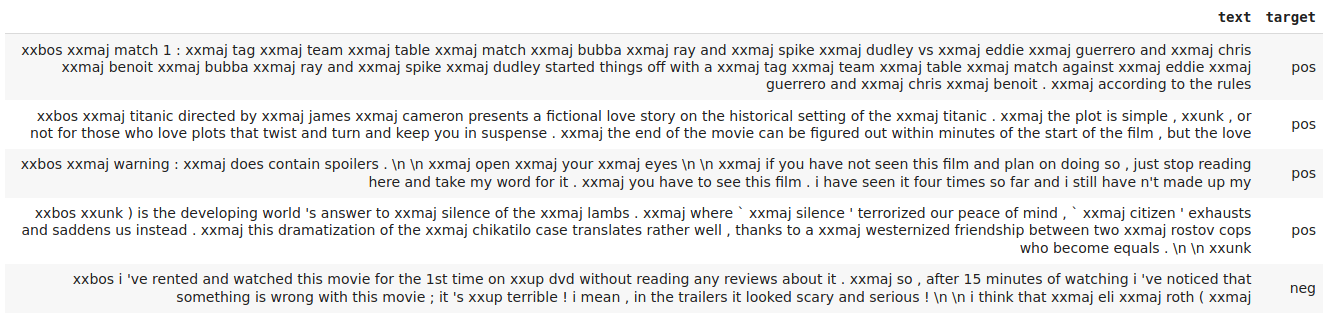 text target
xxbos xxmaj match 1 : xxmaj tag xxmaj team xxmaj table xxmaj match xxmaj bubba xxmaj ray and xxmaj spike xxmaj dudley vs xxmaj eddie xxmaj guerrero and xxmaj chris
xxmaj benoit xxmaj bubba xxmaj ray and xxmaj spike xxmaj dudley started things off with a xxmaj tag xxmaj team xxmaj table xxmaj match against xxmaj eddie xxmaj pos
guerrero and xxmaj chris xxmaj benoit . xxmaj according to the rules
xxbos xxmaj titanic directed by xxmaj james xxmaj cameron presents a fictional love story on the historical setting of the xxmaj titanic . xxmaj the plot is simple , xxunk , or pos
not for those who love plots that twist and turn and keep you in suspense . xxmaj the end of the movie can be figured out within minutes of the start of the film , but the love
xxbos xxmaj warning : xxmaj does contain spoilers . \n \n xxmaj open xxmaj your xxmaj eyes \n \n xxmaj if you have not seen this film and plan on doing so , just stop reading pos
here and take my word for it . xxmaj you have to see this film . i have seen it four times so far and i still have n't made up my
xxbos xxunk ) is the developing world 's answer to xxmaj silence of the xxmaj lambs . xxmaj where ` xxmaj silence ' terrorized our peace of mind , ` xxmaj citizen ' exhausts
and saddens us instead . xxmaj this dramatization of the xxmaj chikatilo case translates rather well , thanks to a xxmaj westernized friendship between two xxmaj rostov cops pos
who become equals . \n \n xxunk
xxbos i 've rented and watched this movie for the 1st time on xxup dvd without reading any reviews about it . xxmaj so , after 15 minutes of watching i 've noticed that neg
something is wrong with this movie ; it 's xxup terrible ! i mean , in the trailers it looked scary and serious ! \n \n i think that xxmaj eli xxmaj roth ( xxmaj